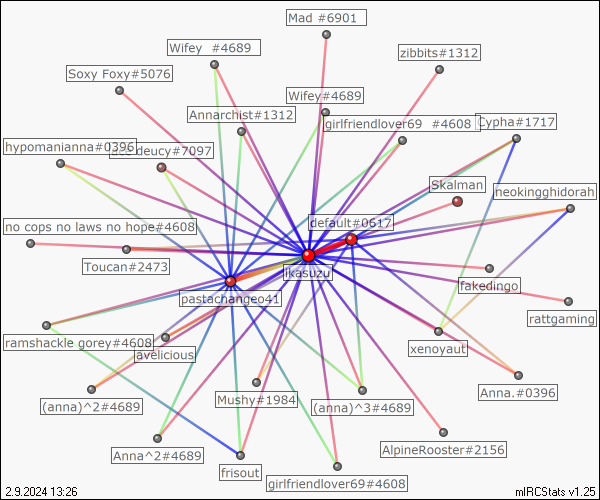 Mad #6901
Wifey  #4689
zibbits#1312
Soxy Foxy#5076
Wifey#4689
Annarchist#1312
girlfriendlover69  #4608
Cypha#1717
hypomanianna#0396
deucy#7097
Skalman
neokingghidorah
default#0617
no cops no laws no hope#4608
Toucan#2473
ikasuzu
fakedingo
pastachangeo41
rattgaming
ramshackle gorey#4608
avelicious
xenoyaut
Anna.#0396
(anna)^2#4689
Mushy#1984
(anna)^3#4689
Anna^2#4689
AlpineRooster#2156
frisout
girlfriendlover69#4608
2.9.2024 13:26
mIRCStats v1.25